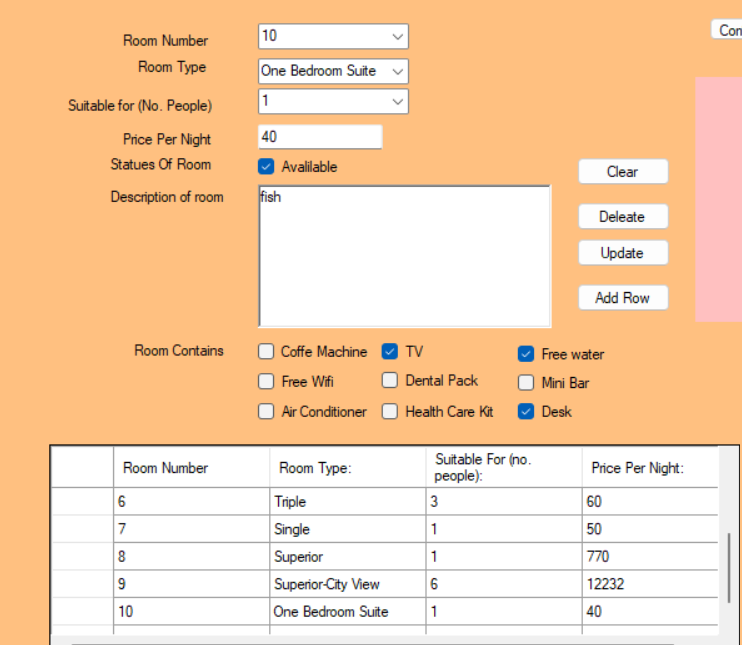 Room Number 10
Con
Room Type One Bedroom Suite
Suitable for (No. People) 1
Price Per Night 40
Statues Of Room Avalilable
Clear
Description of room fish
Deleate
Update
Add Row
Room Contains Coffe Machine TV Free water
Free Wifi Dental Pack Mini Bar
Air Conditioner Health Care Kit Desk
Room Number Room Type: Suitable For (no. people): Price Per Night:
6 Triple 3 60
7 Single 1 50
8 Superior 1 770
9 Superior-City View 6 12232
10 One Bedroom Suite 1 40